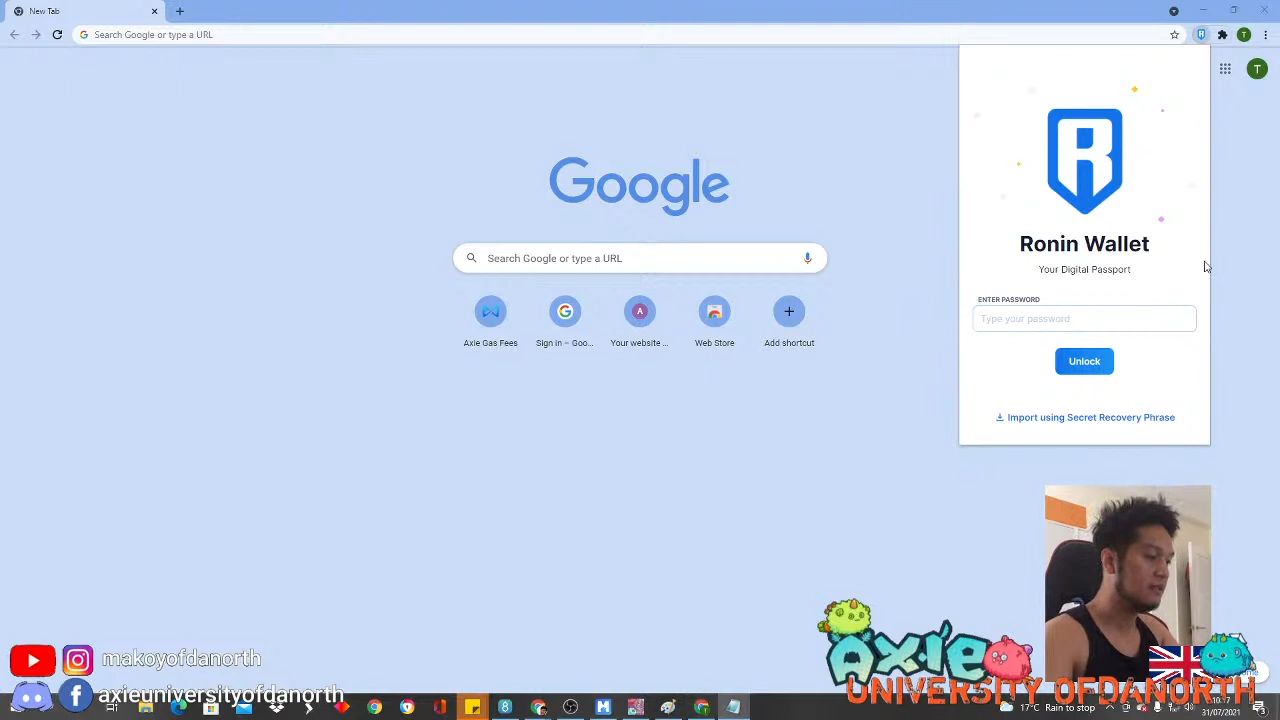 New Tab
Search Google or type a URL
T
T
Google
Search Google or type a URL
A
Axie Gas Fees
Sign in – Goo...
Your website ...
Web Store
Add shortcut
Ronin Wallet
Your Digital Passport
ENTER PASSWORD
Type your password
Unlock
Import using Secret Recovery Phrase
makoyofdanorth
axieuniversityofdanorth
Axie
UNIVERSITY OFDANORTH
17°C Rain to stop
31/07/2021